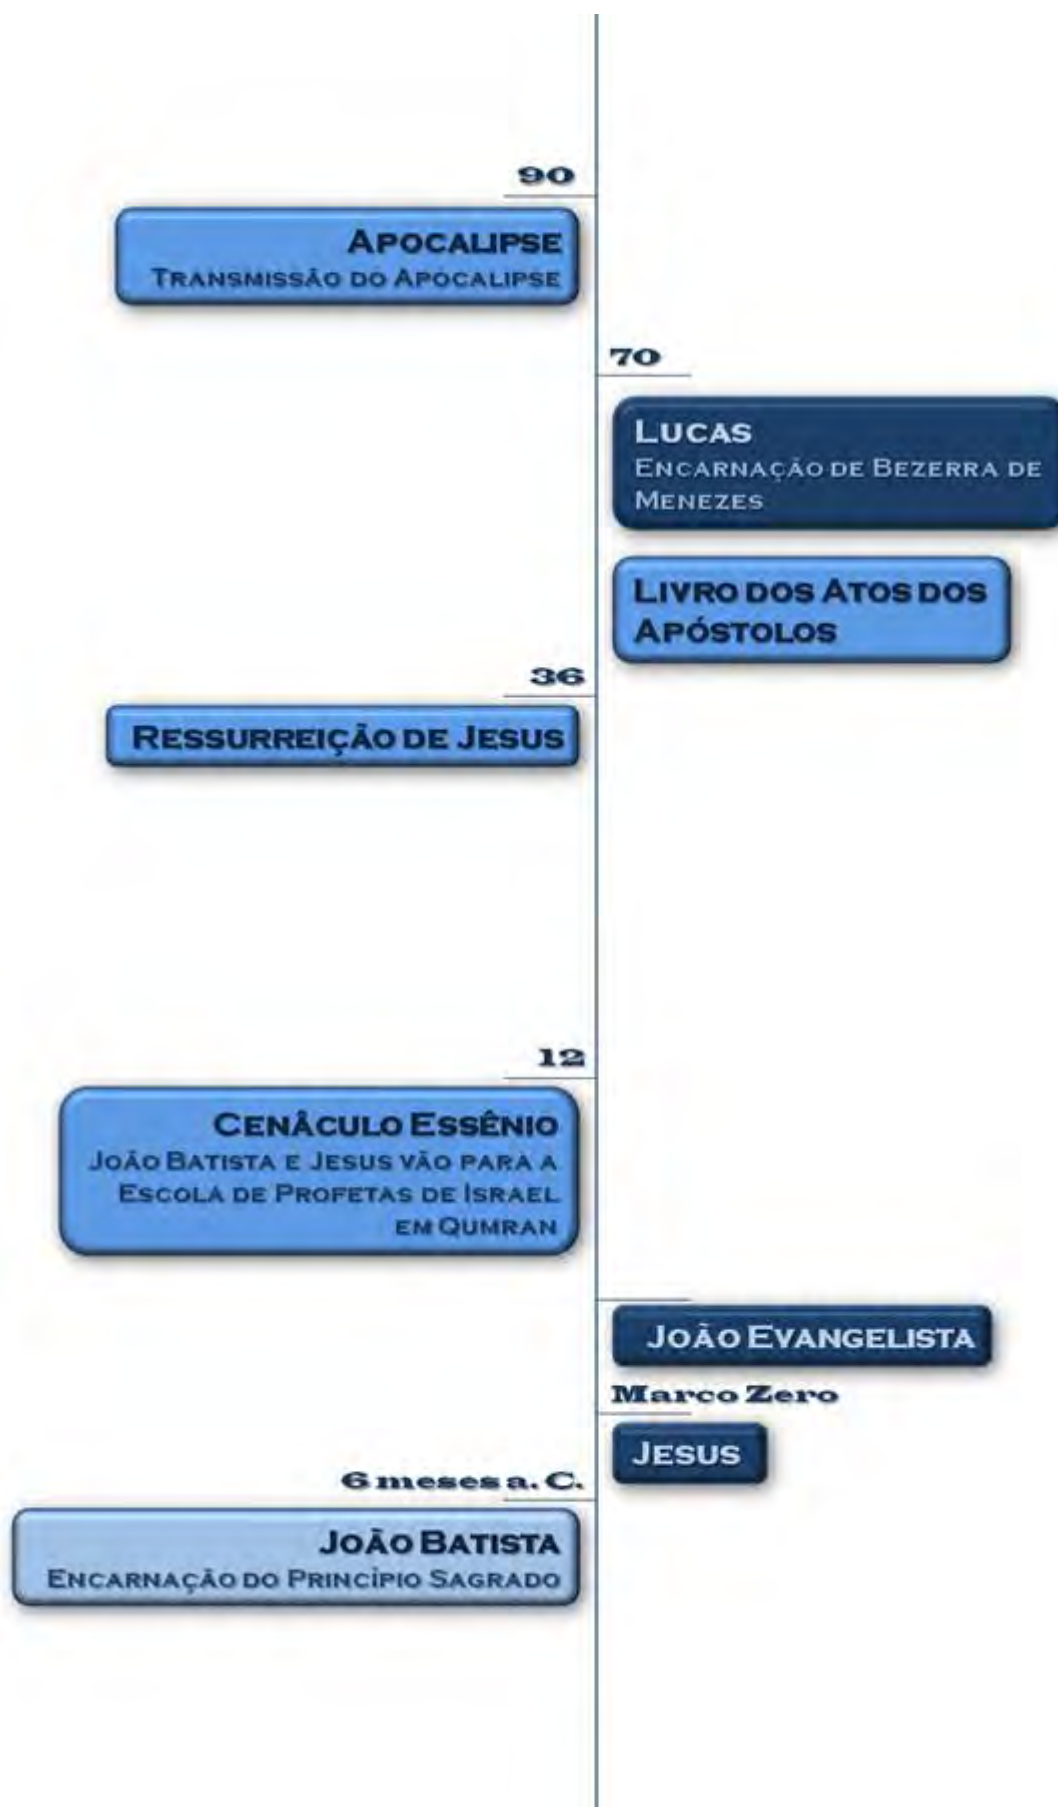 90
APOCALIPSE
TRANSMISSÃO DO APOCALIPSE
70
LUCAS
ENCARNAÇÃO DE BEZERRA DE
MENEZES
LIVRO DOS ATOS DOS
APÓSTOLOS
36
RESSURREIÇÃO DE JESUS
12
CENÂCULO ESSÊNIO
JOÃO BATISTA E JESUS VÃO PARA A
ESCOLA DE PROFETAS DE ISRAEL
EM QUMRAN
JOÃO EVANGELISTA
Marco Zero
JESUS
6 meses a. C.
JOÃO BATISTA
ENCARNAÇÃO DO PRINCÍPIO SAGRADO